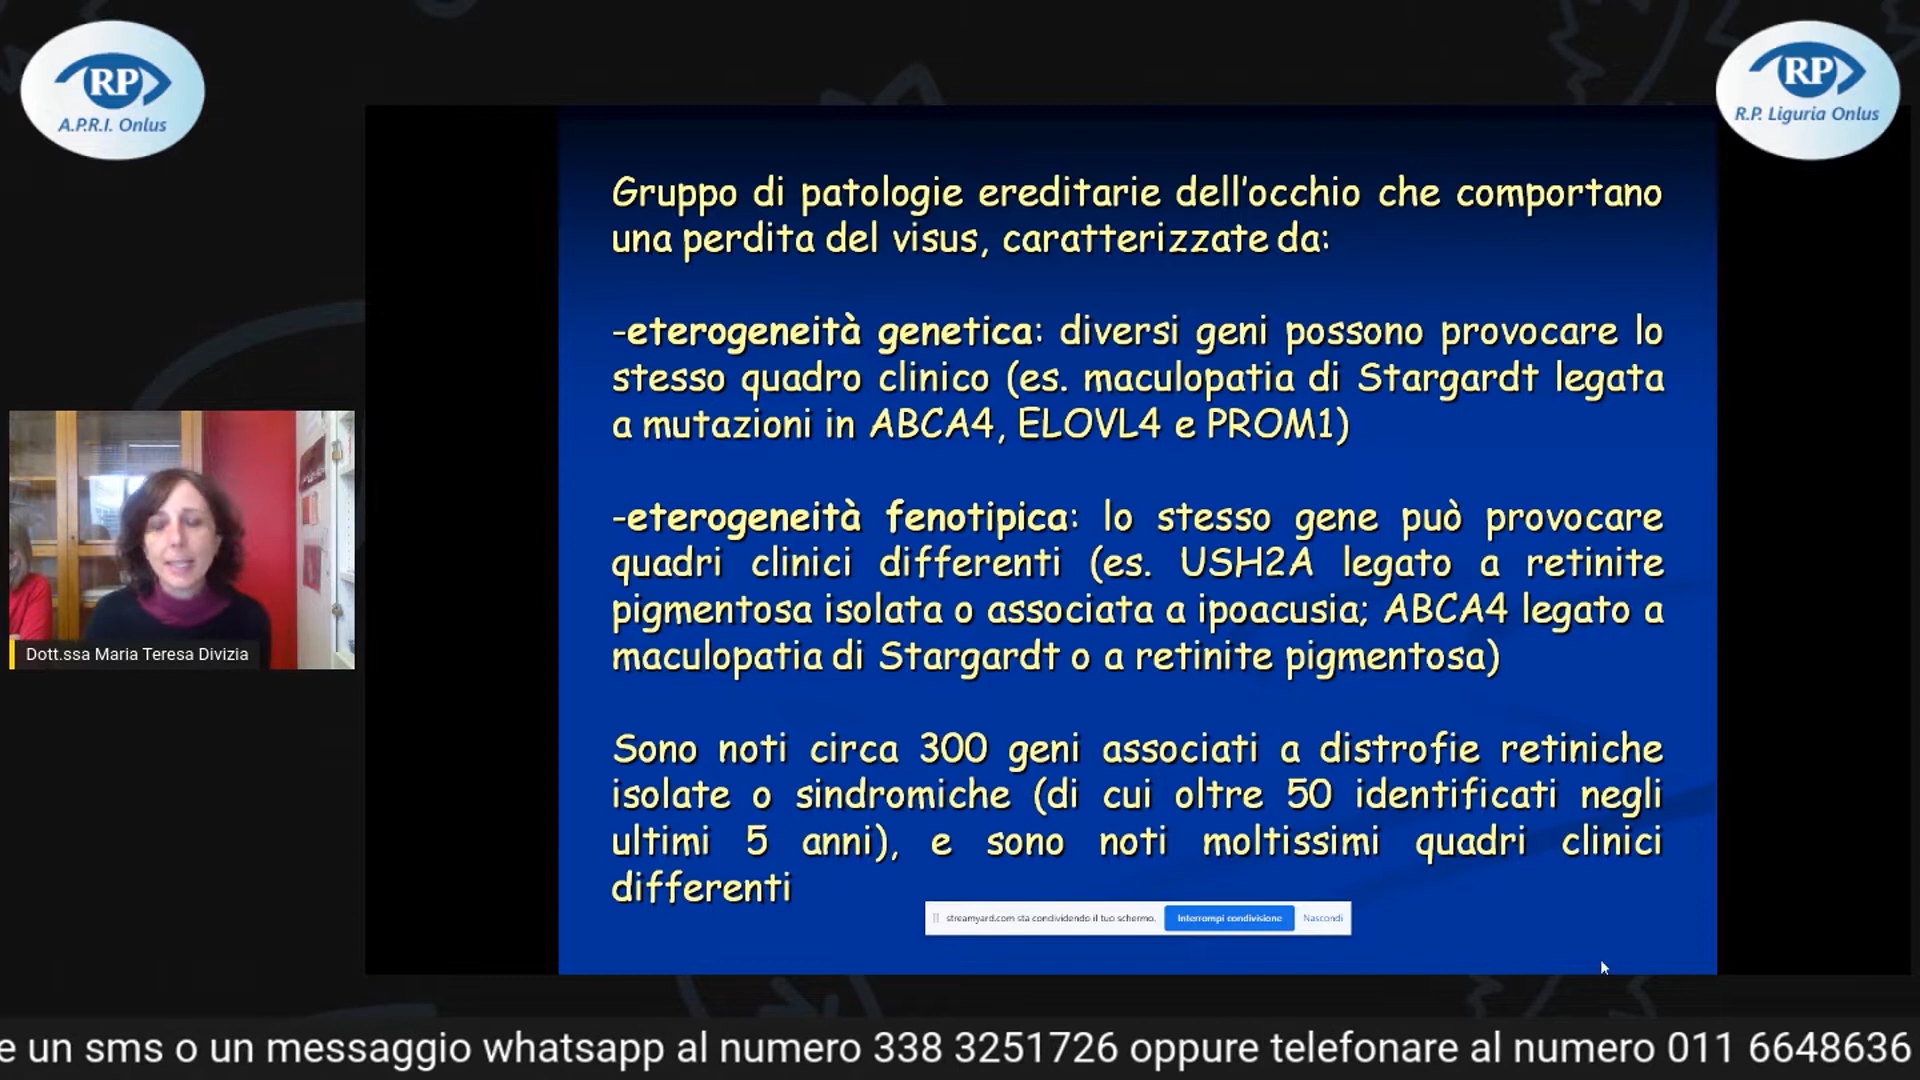 RP
A.P.R.I. Onlus
RP
R.P. Liguria Onlus
Gruppo di patologie ereditarie dell'occhio che comportano
una perdita del visus, caratterizzate da:
-eterogeneità genetica: diversi geni possono provocare lo
stesso quadro clinico (es. maculopatia di Stargardt legata
a mutazioni in ABCA4, ELOVL4 e PROM1)
-eterogeneità fenotipica: lo stesso gene può provocare
quadri clinici differenti (es. USH2A legato a retinite
pigmentosa isolata o associata a ipoacusia; ABCA4 legato a
maculopatia di Stargardt o a retinite pigmentosa)
Sono noti circa 300 geni associati a distrofie retiniche
isolate o sindromiche (di cui oltre 50 identificati negli
ultimi 5 anni), e sono noti moltissimi quadri clinici
differenti
streamyard.com sta condividendo il tuo schermo. Interrompi condivisione Nascondi
Dott.ssa Maria Teresa Divizia
e un sms o un messaggio whatsapp al numero 338 3251726 oppure telefonare al numero 011 6648636